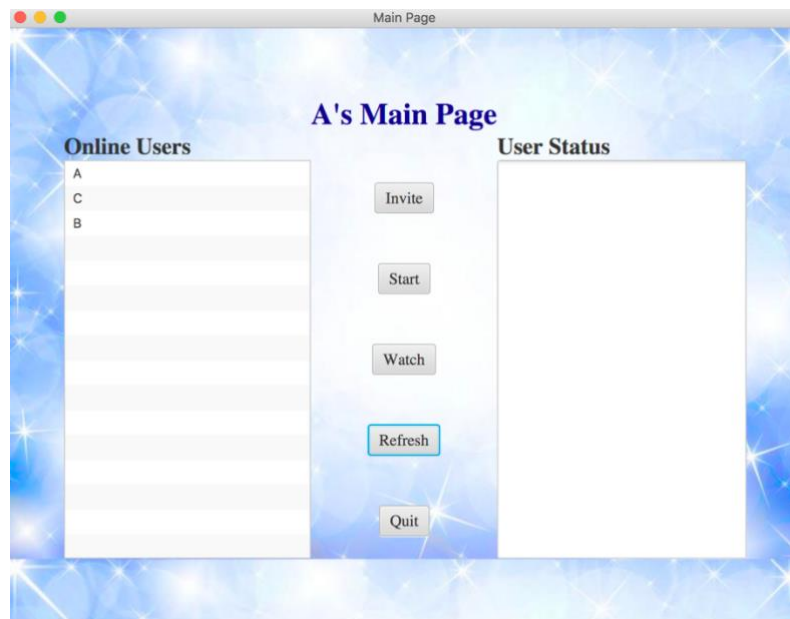 Main Page
A's Main Page
Online Users
User Status
A
C
B
Invite
Start
Watch
Refresh
Quit